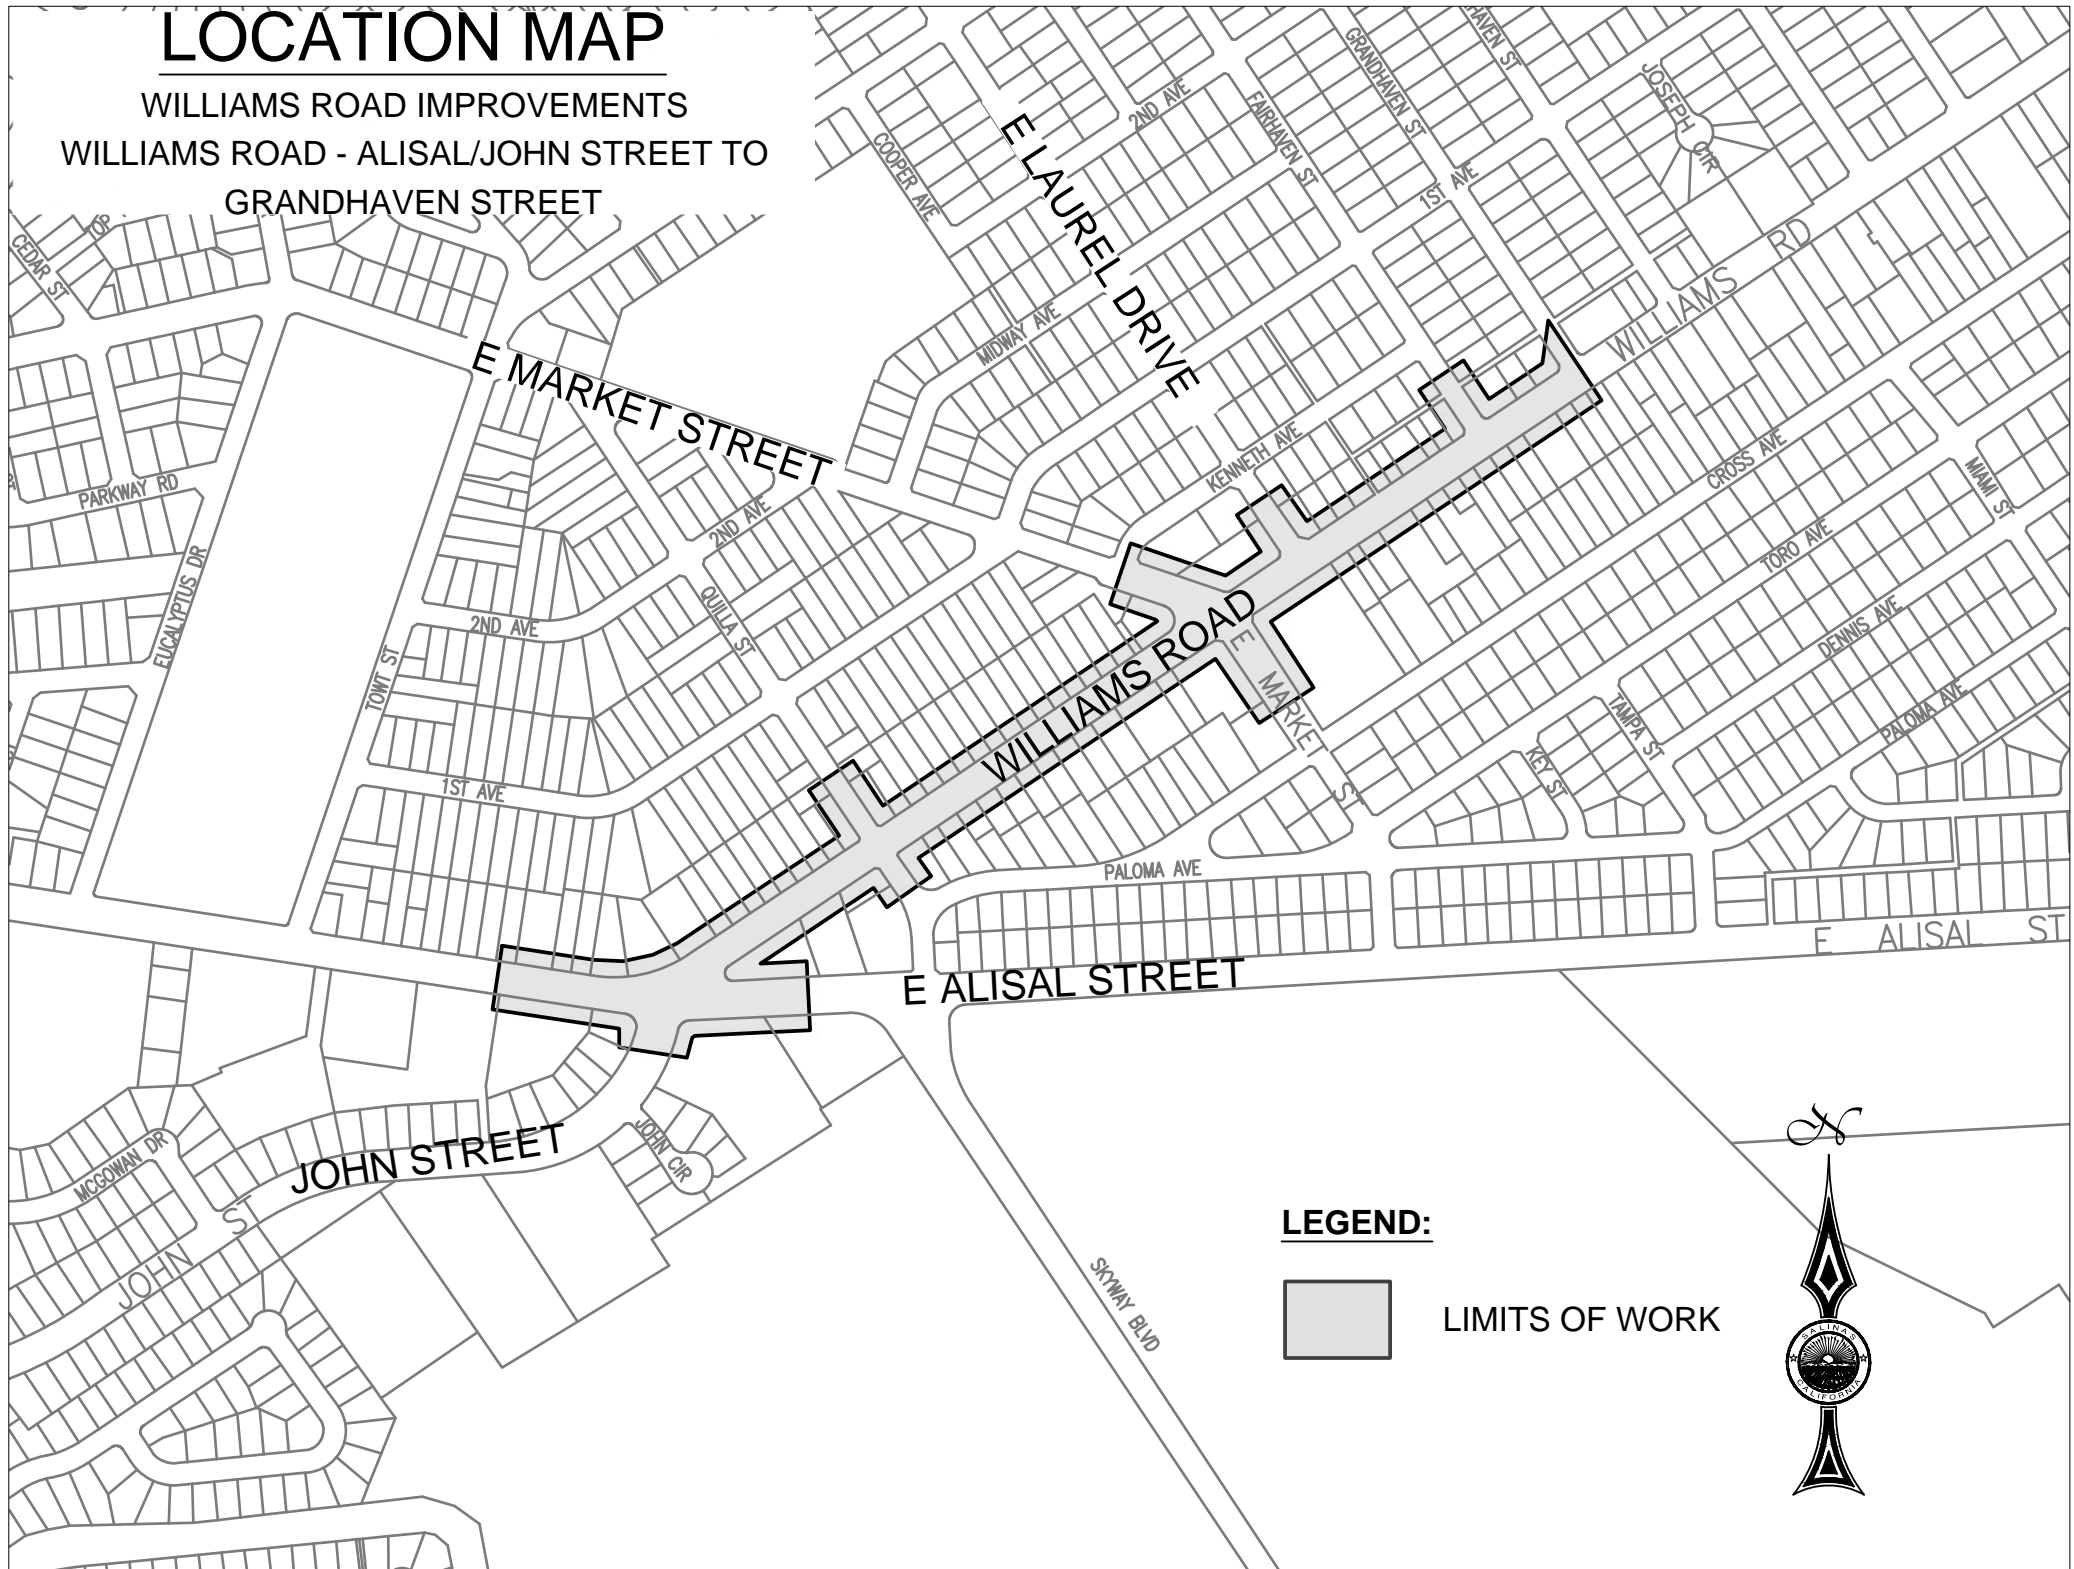 LOCATION MAP
WILLIAMS ROAD IMPROVEMENTS
WILLIAMS ROAD - ALISAL/JOHN STREET TO
GRANDHAVEN STREET
GRANDHAVEN ST
HAVEN ST
JOSEPH CIR
2ND AVE
FAIRHAVEN ST
COOPER AVE
E LAUREL DRIVE
1ST AVE
CEDAR ST
TOP
WILLIAMS RD
MIDWAY AVE
E MARKET STREET
KENNETH AVE
CROSS AVE
MIAMI ST
PARKWAY RD
2ND AVE
TORO AVE
EUCALYPTUS DR
QUILLA ST
2ND AVE
DENNIS AVE
TOWT ST
WILLIAMS ROAD
E MARKET ST
TAMPA ST
PALOMA AVE
KEY ST
1ST AVE
PALOMA AVE
E ALISAL ST
E ALISAL STREET
JOHN STREET
JOHN CIR
MCGOWAN DR
JOHN ST
SKYWAY BLVD
LEGEND:
LIMITS OF WORK
N
SALINAS
CALIFORNIA